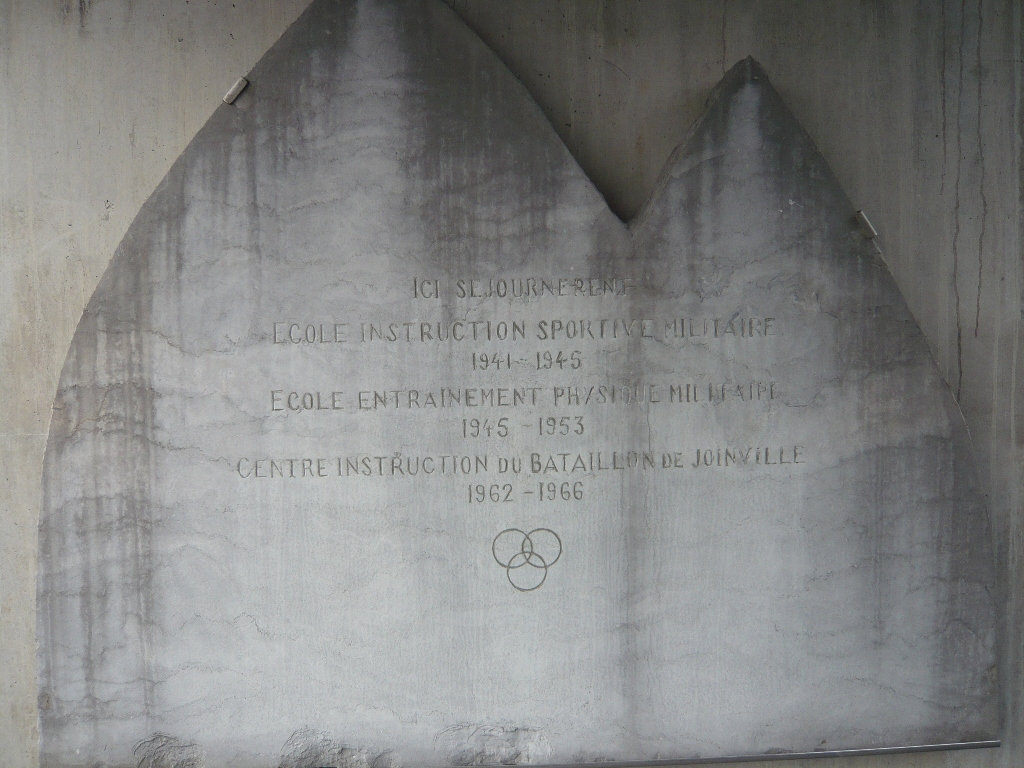 ICI SEJOURNERENT
ECOLE INSTRUCTION SPORTIVE MILITAIRE
1941-1945
ECOLE ENTRAINEMENT PHYSIQUE MILITAIRE
1945-1953
CENTRE INSTRUCTION DU BATAILLON DE JOINVILLE
1962-1966